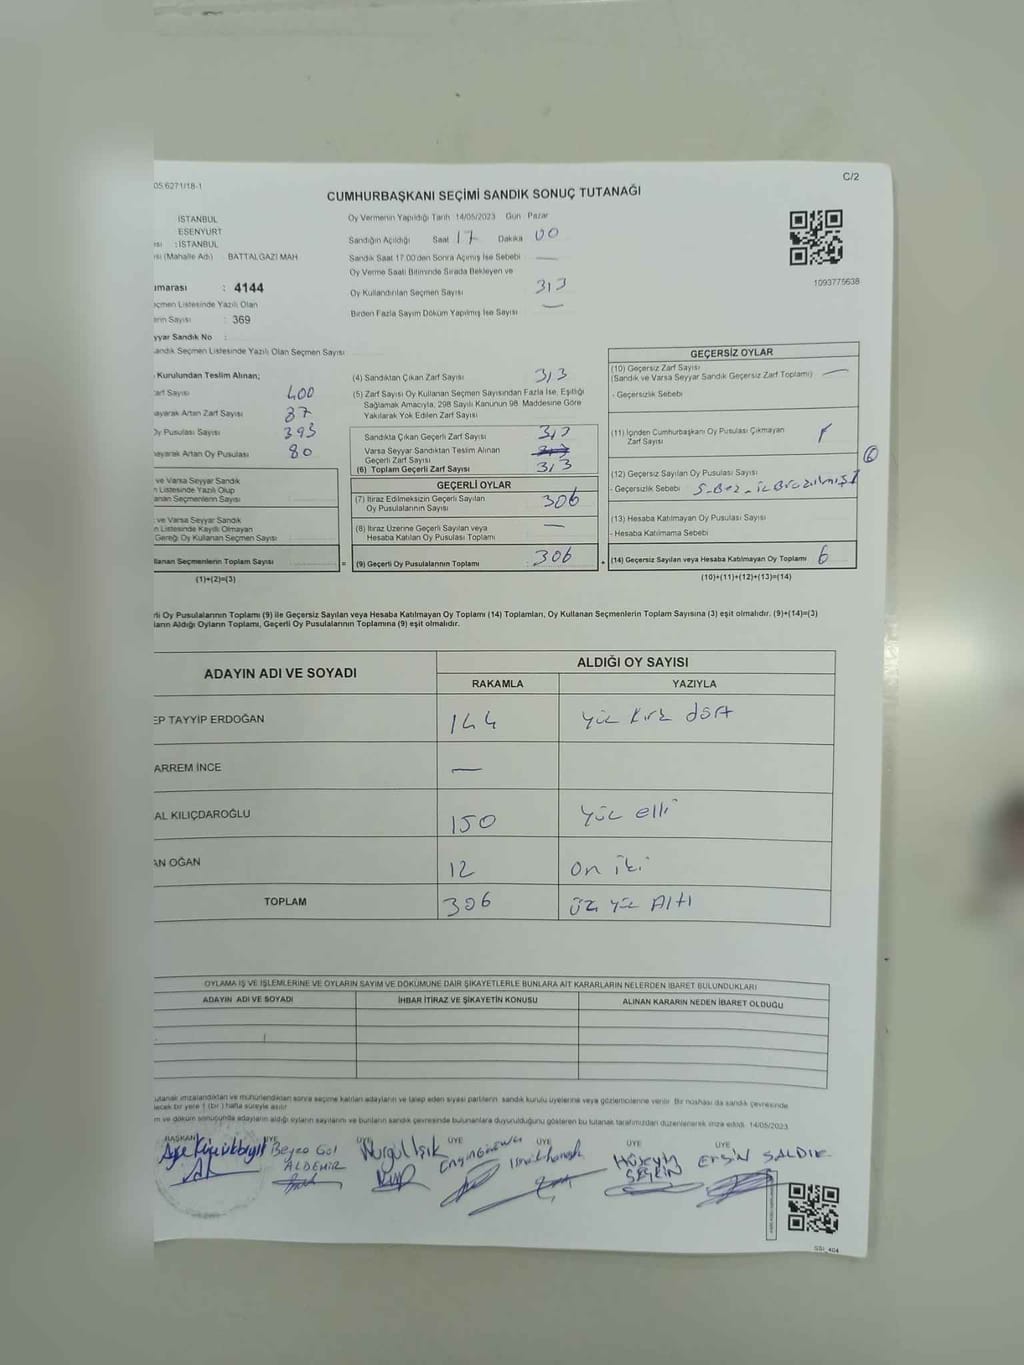 05.6271/18-1
C/2
CUMHURBAŞKANI SEÇİMİ SANDIK SONUÇ TUTANAĞI
İSTANBUL
ESENYURT
: İSTANBUL
(Mahalle Adı) BATTALGAZİ MAH
Oy Vermenin Yapıldığı Tarih 14/05/2023 Gün Pazar
Sandığın Açıldığı Saat 17 Dakika 00
Sandık Saat 17.00'den Sonra Açımış İse Sebebi —
Oy Verme Saati Bitiminde Sırada Bekleyen ve
Oy Kullandırılan Seçmen Sayısı 313
Birden Fazla Sayım Döküm Yapılmış İse Sayısı —
1093775638
umarası : 4144
çmen Listesinde Yazılı Olan
erin Sayısı : 369
yyar Sandık No :
andık Seçmen Listesinde Yazılı Olan Seçmen Sayısı
Kurulundan Teslim Alınan;
arf Sayısı 400
ayarak Artan Zarf Sayısı 87
Oy Pusulası Sayısı 393
nayarak Artan Oy Pusulası 80
ve Varsa Seyyar Sandık
n Listesinde Yazılı Olup
anan Seçmenlerin Sayısı
ve Varsa Seyyar Sandık
n Listesinde Kayıtlı Olmayan
Gereği Oy Kullanan Seçmen Sayısı
llanan Seçmenlerin Toplam Sayısı =
(1)+(2)=(3)
(4) Sandıktan Çıkan Zarf Sayısı 313
(5) Zarf Sayısı Oy Kullanan Seçmen Sayısından Fazla İse, Eşitliği
Sağlamak Amacıyla, 298 Sayılı Kanunun 98. Maddesine Göre
Yakılarak Yok Edilen Zarf Sayısı
Sandıkta Çıkan Geçerli Zarf Sayısı 313
Varsa Seyyar Sandıktan Teslim Alınan
Geçerli Zarf Sayısı
(6) Toplam Geçerli Zarf Sayısı 313
GEÇERLİ OYLAR
(7) İtiraz Edilmeksizin Geçerli Sayılan
Oy Pusulalarının Sayısı 306
(8) İtiraz Üzerine Geçerli Sayılan veya
Hesaba Katılan Oy Pusulası Toplamı —
(9) Geçerli Oy Pusulalarının Toplamı : 306 +
GEÇERSİZ OYLAR
(10) Geçersiz Zarf Sayısı
(Sandık ve Varsa Seyyar Sandık Geçersiz Zarf Toplamı) —
- Geçersizlik Sebebi
(11) İçinden Cumhurbaşkanı Oy Pusulası Çıkmayan
Zarf Sayısı
(12) Geçersiz Sayılan Oy Pusulası Sayısı 6
- Geçersizlik Sebebi
(13) Hesaba Katılmayan Oy Pusulası Sayısı
- Hesaba Katılmama Sebebi
(14) Geçersiz Sayılan veya Hesaba Katılmayan Oy Toplamı 6
(10)+(11)+(12)+(13)=(14)
rli Oy Pusulalarının Toplamı (9) ile Geçersiz Sayılan veya Hesaba Katılmayan Oy Toplamı (14) Toplamları, Oy Kullanan Seçmenlerin Toplam Sayısına (3) eşit olmalıdır. (9)+(14)=(3)
ların Aldığı Oyların Toplamı, Geçerli Oy Pusulalarının Toplamına (9) eşit olmalıdır.
ADAYIN ADI VE SOYADI ALDIĞI OY SAYISI
RAKAMLA YAZIYLA
EP TAYYİP ERDOĞAN 144 Yüz kırk dört
ARREM İNCE —
AL KILIÇDAROĞLU 150 Yüz elli
AN OĞAN 12 on iki
TOPLAM 306 üç yüz Altı
OYLAMA İŞ VE İŞLEMLERİNE VE OYLARIN SAYIM VE DÖKÜMÜNE DAİR ŞİKAYETLERLE BUNLARA AİT KARARLARIN NELERDEN İBARET BULUNDUKLARI
ADAYIN ADI VE SOYADI İHBAR İTİRAZ VE ŞİKAYETİN KONUSU ALINAN KARARIN NEDEN İBARET OLDUĞU
utanak imzalandıktan ve mühürlendikten sonra seçime katılan adayların ve talep eden siyasi partilerin sandık kurulu üyelerine veya gözlemcilerine verilir. Bir nüshası da sandık çevresinde
ecek bir yere 1 (bir) hafta süreyle asılır
m ve döküm sonucunda adayların aldığı oyların sayılarını ve bunların sandık çevresinde bulunanlara duyurulduğunu gösteren bu tutanak tarafımızdan düzenlenerek imza edildi. 14/05/2023
BAŞKAN ÜYE ÜYE ÜYE ÜYE ÜYE ÜYE
Beyza Gül
ALDEMİR
Nurgül Işık
Hüseyin
SEÇKİN
ERSİN SALDIK